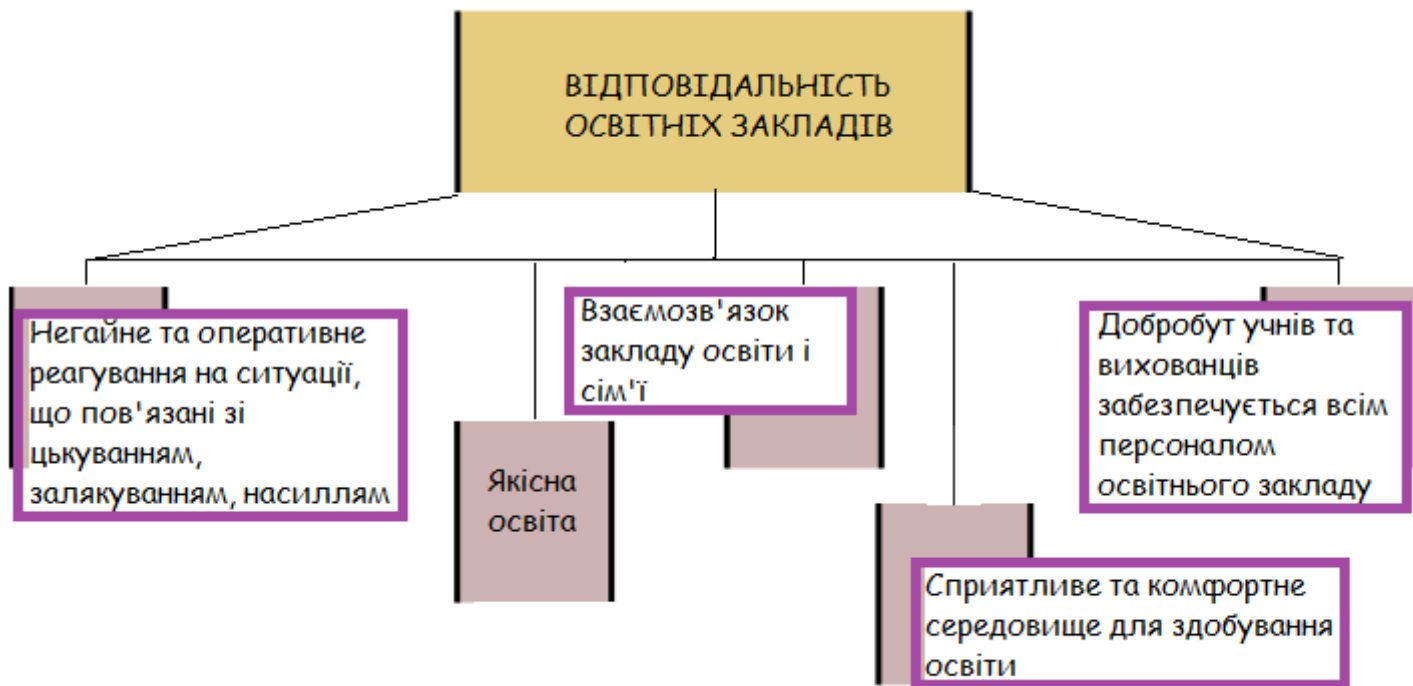 ВІДПОВІДАЛЬНІСТЬ
ОСВІТНІХ ЗАКЛАДІВ
Негайне та оперативне
реагування на ситуації,
що пов'язані зі
цькуванням,
залякуванням, насиллям
Якісна
освіта
Взаємозв'язок
закладу освіти і
сім'ї
Сприятливе та комфортне
середовище для здобування
освіти
Добробут учнів та
вихованців
забезпечується всім
персоналом
освітнього закладу